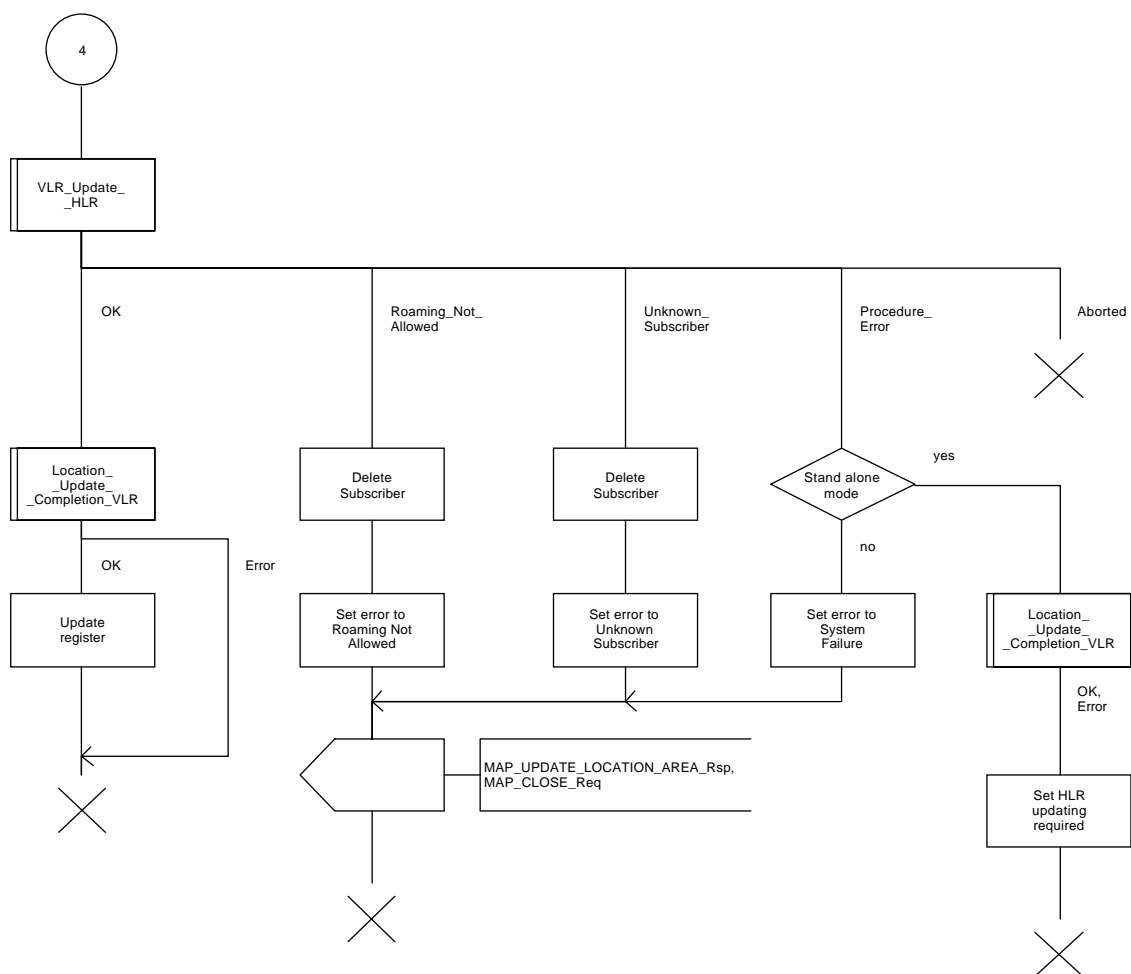 4
VLR_Update_
_HLR
OK
Roaming_Not_
Allowed
Unknown_
Subscriber
Procedure_
Error
Aborted
Location_
_Update_
_Completion_VLR
Delete
Subscriber
Delete
Subscriber
Stand alone
mode
yes
no
OK
Error
Update
register
Set error to
Roaming Not
Allowed
Set error to
Unknown
Subscriber
Set error to
System
Failure
Location_
_Update_
_Completion_VLR
OK,
Error
MAP_UPDATE_LOCATION_AREA_Rsp,
MAP_CLOSE_Req
Set HLR
updating
required